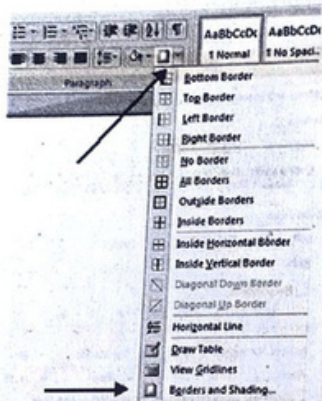 AaBbCcDc AaBbCcDc
¶ Normal ¶ No Spaci...
Paragraph
Bottom Border
Top Border
Left Border
Right Border
No Border
All Borders
Outside Borders
Inside Borders
Inside Horizontal Border
Inside Vertical Border
Diagonal Down Border
Diagonal Up Border
Horizontal Line
Draw Table
View Gridlines
Borders and Shading...